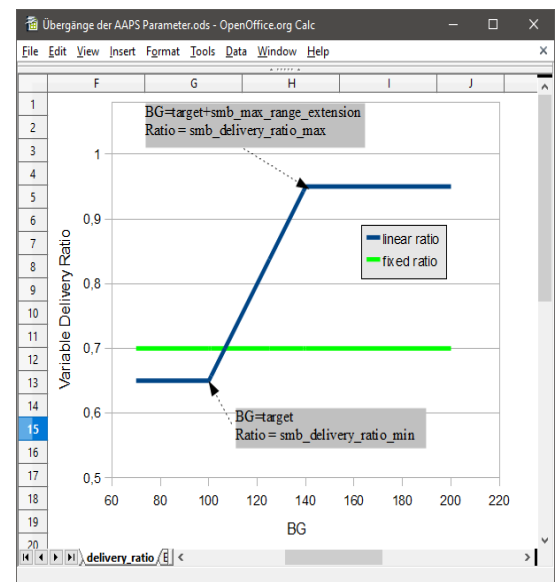 Übergänge der AAPS Parameter.ods - OpenOffice.org Calc
File Edit View Insert Format Tools Data Window Help
F G H I J
1
2
3
4
5
6
7
8
9
10
11
12
13
14
15
16
17
18
19
20
BG=target+smb_max_range_extension
Ratio = smb_delivery_ratio_max
1
0,9
0,8
0,7
0,6
0,5
Variable Delivery Ratio
linear ratio
fixed ratio
BG=target
Ratio = smb_delivery_ratio_min
60 80 100 120 140 160 180 200 220
BG
delivery_ratio